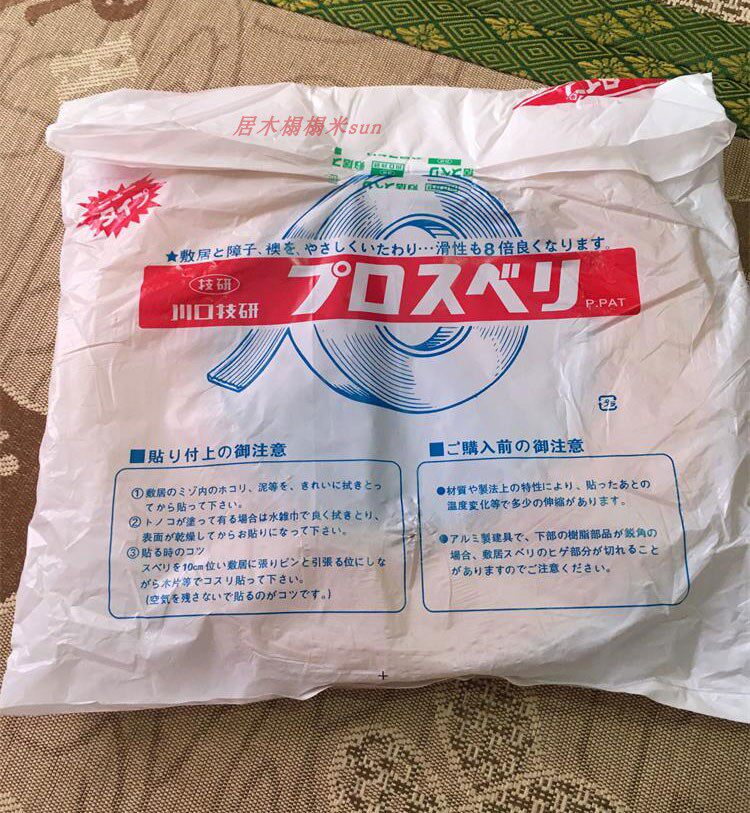 居木榻榻米sun
敷居スベリ
タイプ
★敷居と障子、襖を、やさしくいたわり…滑性も8倍良くなります。
技研
川口技研
プロスベリ
P.PAT
■貼り付上の御注意
①敷居のミゾ内のホコリ、泥等を、きれいに拭きとっ
てから貼って下さい。
②トノコが塗って有る場合は水雑巾で良く拭きとり、
表面が乾燥してからお貼りになって下さい。
③貼る時のコツ
スベリを10cm位い敷居に張りピンと引張る位にしな
がら木片等でコスリ貼って下さい。
(空気を残さないで貼るのがコツです。)
■ご購入前の御注意
●材質や製法上の特性により、貼ったあとの
温度変化等で多少の伸縮があります。
●アルミ製建具で、下部の樹脂部品が鋭角の
場合、敷居スベリのヒゲ部分が切れること
がありますのでご注意ください。